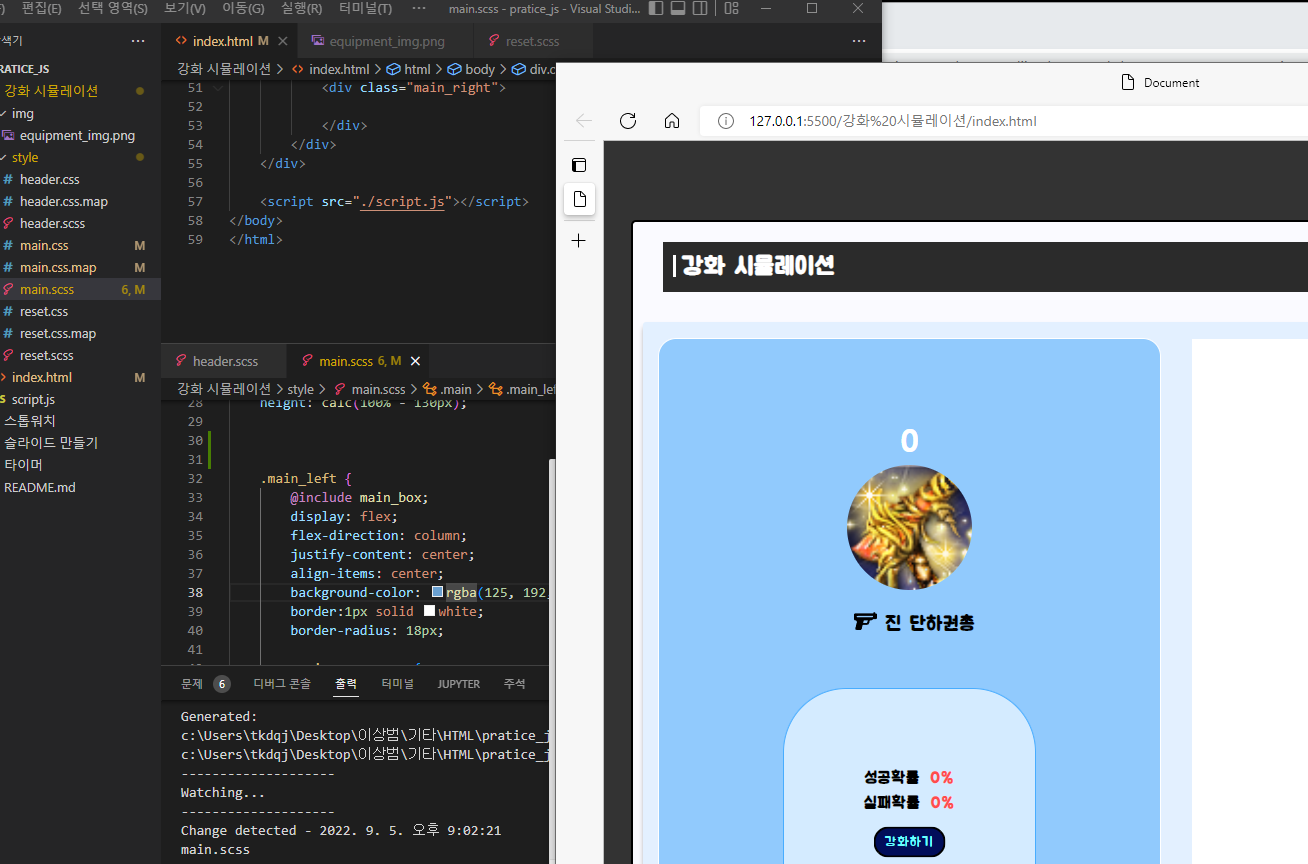 편집(E) 선택 영역(S) 보기(V) 이동(G) 실행(R) 터미널(T) ··· main.scss - pratice_js - Visual Studi...
색기 ···
RATICE_JS
강화 시뮬레이션
img
equipment_img.png
style
header.css
header.css.map
header.scss
main.css M
main.css.map M
main.scss 6, M
reset.css
reset.css.map
reset.scss
index.html M
script.js
스톱워치
슬라이드 만들기
타이머
README.md
index.html M equipment_img.png reset.scss ···
강화 시뮬레이션 > index.html > html > body > div.c
51 <div class="main_right">
52
53 </div>
54 </div>
55 </div>
56
57 <script src="./script.js"></script>
58 </body>
59 </html>
header.scss main.scss 6, M
강화 시뮬레이션 > style > main.scss > .main > .main_lef
28 height: calc(100% - 130px);
29
30
31
32 .main_left {
33 @include main_box;
34 display: flex;
35 flex-direction: column;
36 justify-content: center;
37 align-items: center;
38 background-color: rgba(125, 192,
39 border:1px solid white;
40 border-radius: 18px;
41
문제 6 디버그 콘솔 출력 터미널 JUPYTER 주석
Generated:
c:\Users\tkdqj\Desktop\이상범\기타\HTML\pratice_j
c:\Users\tkdqj\Desktop\이상범\기타\HTML\pratice_j
--------------------
Watching...
--------------------
Change detected - 2022. 9. 5. 오후 9:02:21
main.scss
Document
127.0.0.1:5500/강화%20시뮬레이션/index.html
강화 시뮬레이션
0
진 단하권총
성공확률 0%
실패확률 0%
강화하기